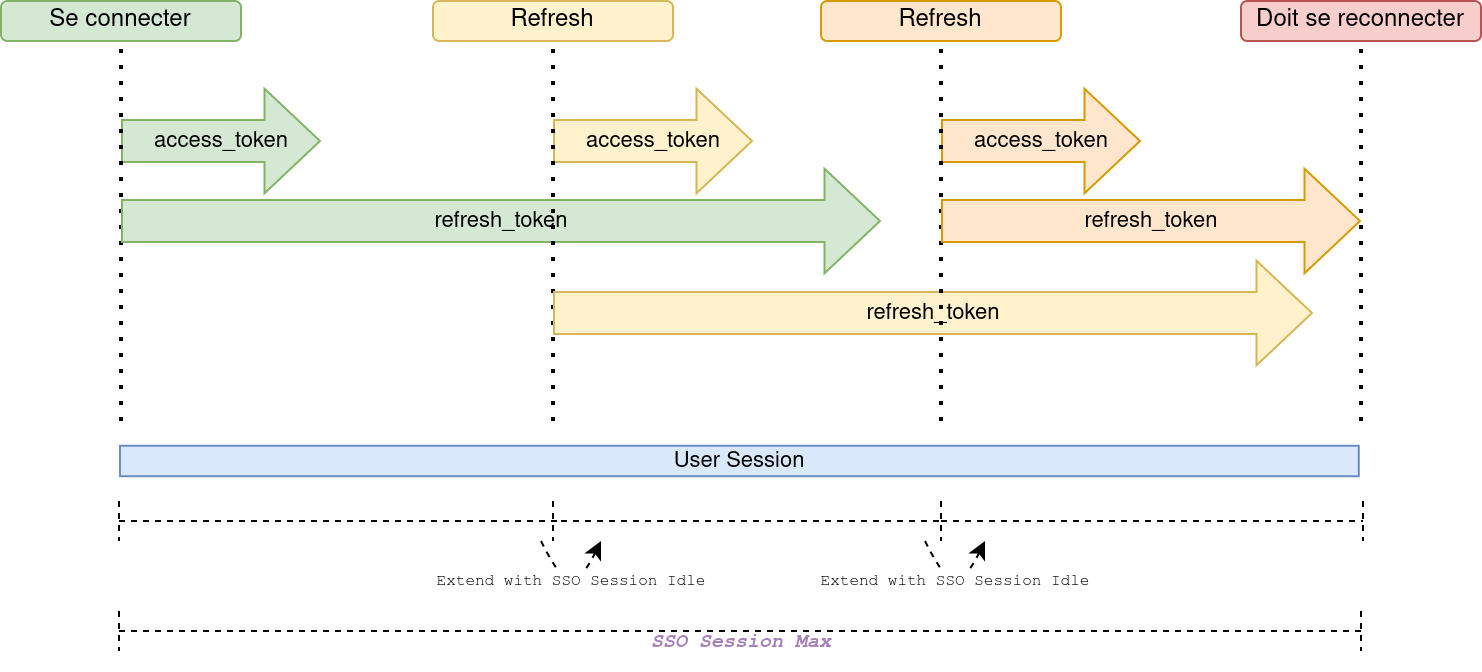 Se connecter
Refresh
Refresh
Doit se reconnecter
access_token
access_token
access_token
refresh_token
refresh_token
refresh_token
User Session
Extend with SSO Session Idle
Extend with SSO Session Idle
SSO Session Max